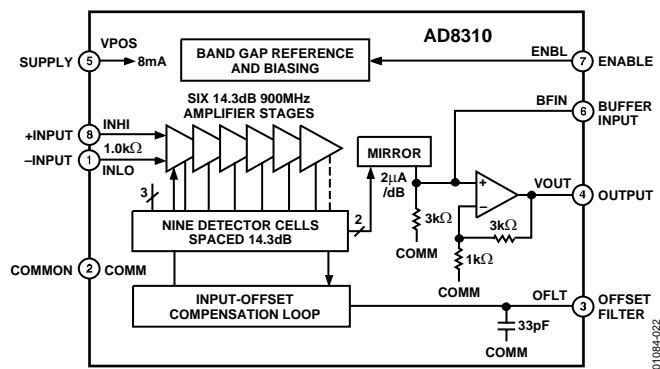 AD8310
SUPPLY 5 VPOS 8mA
BAND GAP REFERENCE
AND BIASING
ENBL 7 ENABLE
SIX 14.3dB 900MHz
AMPLIFIER STAGES
BFIN 6 BUFFER
INPUT
+INPUT 8 INHI
1.0kΩ
–INPUT 1 INLO
MIRROR
2μA
/dB
3kΩ
COMM
+
–
VOUT 4 OUTPUT
3kΩ
1kΩ
COMM
3
NINE DETECTOR CELLS
SPACED 14.3dB
2
COMMON 2 COMM
INPUT-OFFSET
COMPENSATION LOOP
OFLT 3 OFFSET
FILTER
33pF
COMM
01084-022